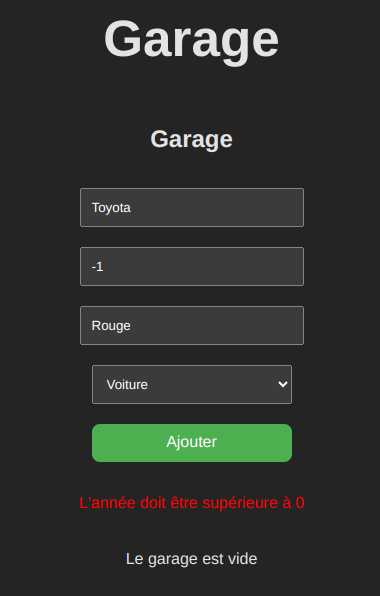 Garage
Garage
Toyota
-1
Rouge
Voiture
Ajouter
L'année doit être supérieure à 0
Le garage est vide